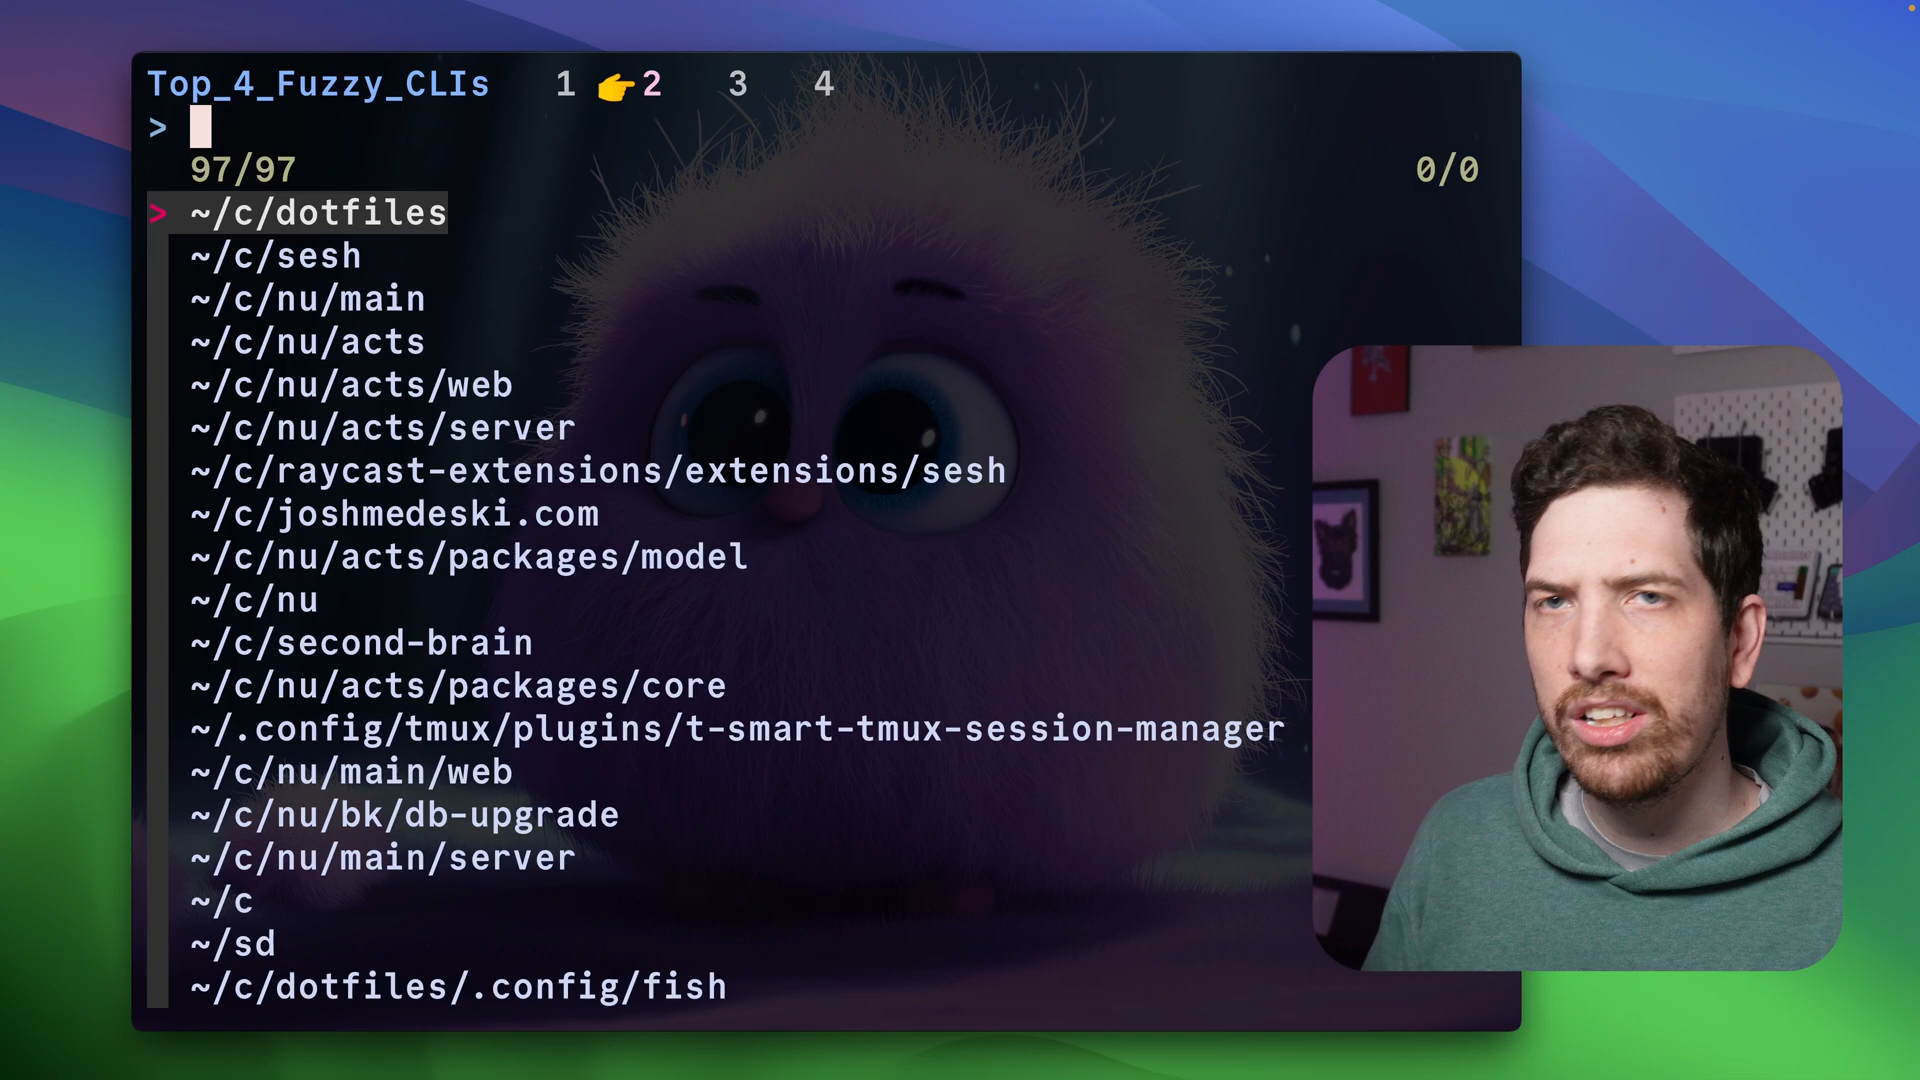 Top_4_Fuzzy_CLIs 1 👉2 3 4
>
97/97 0/0
> ~/c/dotfiles
~/c/sesh
~/c/nu/main
~/c/nu/acts
~/c/nu/acts/web
~/c/nu/acts/server
~/c/raycast-extensions/extensions/sesh
~/c/joshmedeski.com
~/c/nu/acts/packages/model
~/c/nu
~/c/second-brain
~/c/nu/acts/packages/core
~/.config/tmux/plugins/t-smart-tmux-session-manager
~/c/nu/main/web
~/c/nu/bk/db-upgrade
~/c/nu/main/server
~/c
~/sd
~/c/dotfiles/.config/fish